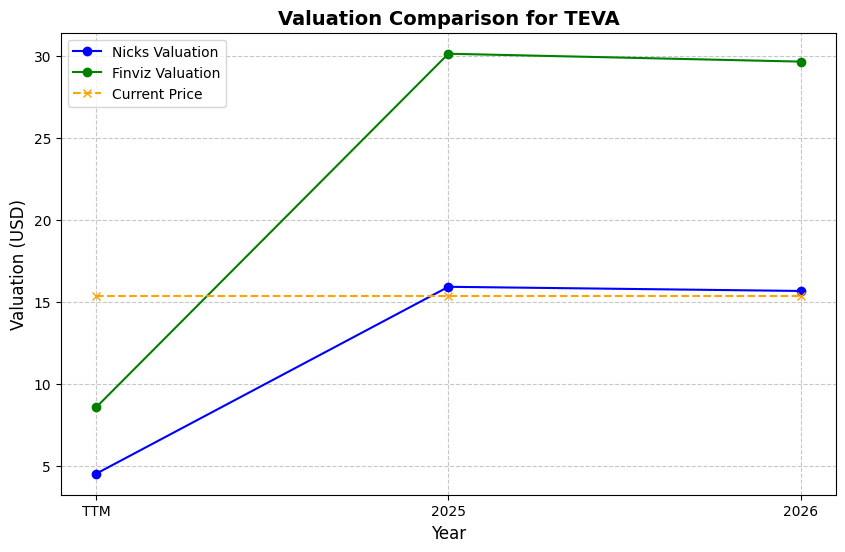 Valuation Comparison for TEVA
Nicks Valuation
Finviz Valuation
Current Price
Valuation (USD)
30
25
20
15
10
5
TTM
2025
2026
Year